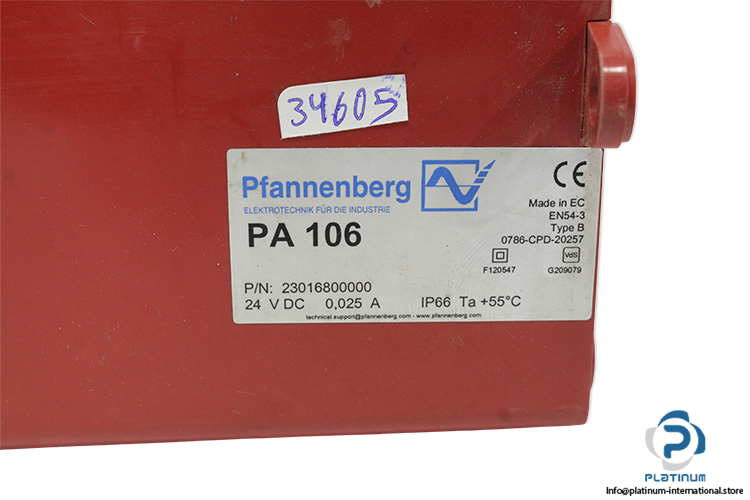 34605
Pfannenberg
ELEKTROTECHNIK FÜR DIE INDUSTRIE
PA 106
CE
Made in EC
EN54-3
Type B
0786-CPD-20257
VdS
F120547 G209079
P/N: 23016800000
24 V DC 0,025 A IP66 Ta +55°C
technical.support@pfannenberg.com - www.pfannenberg.com
PLATINUM
Info@platinum-international.store